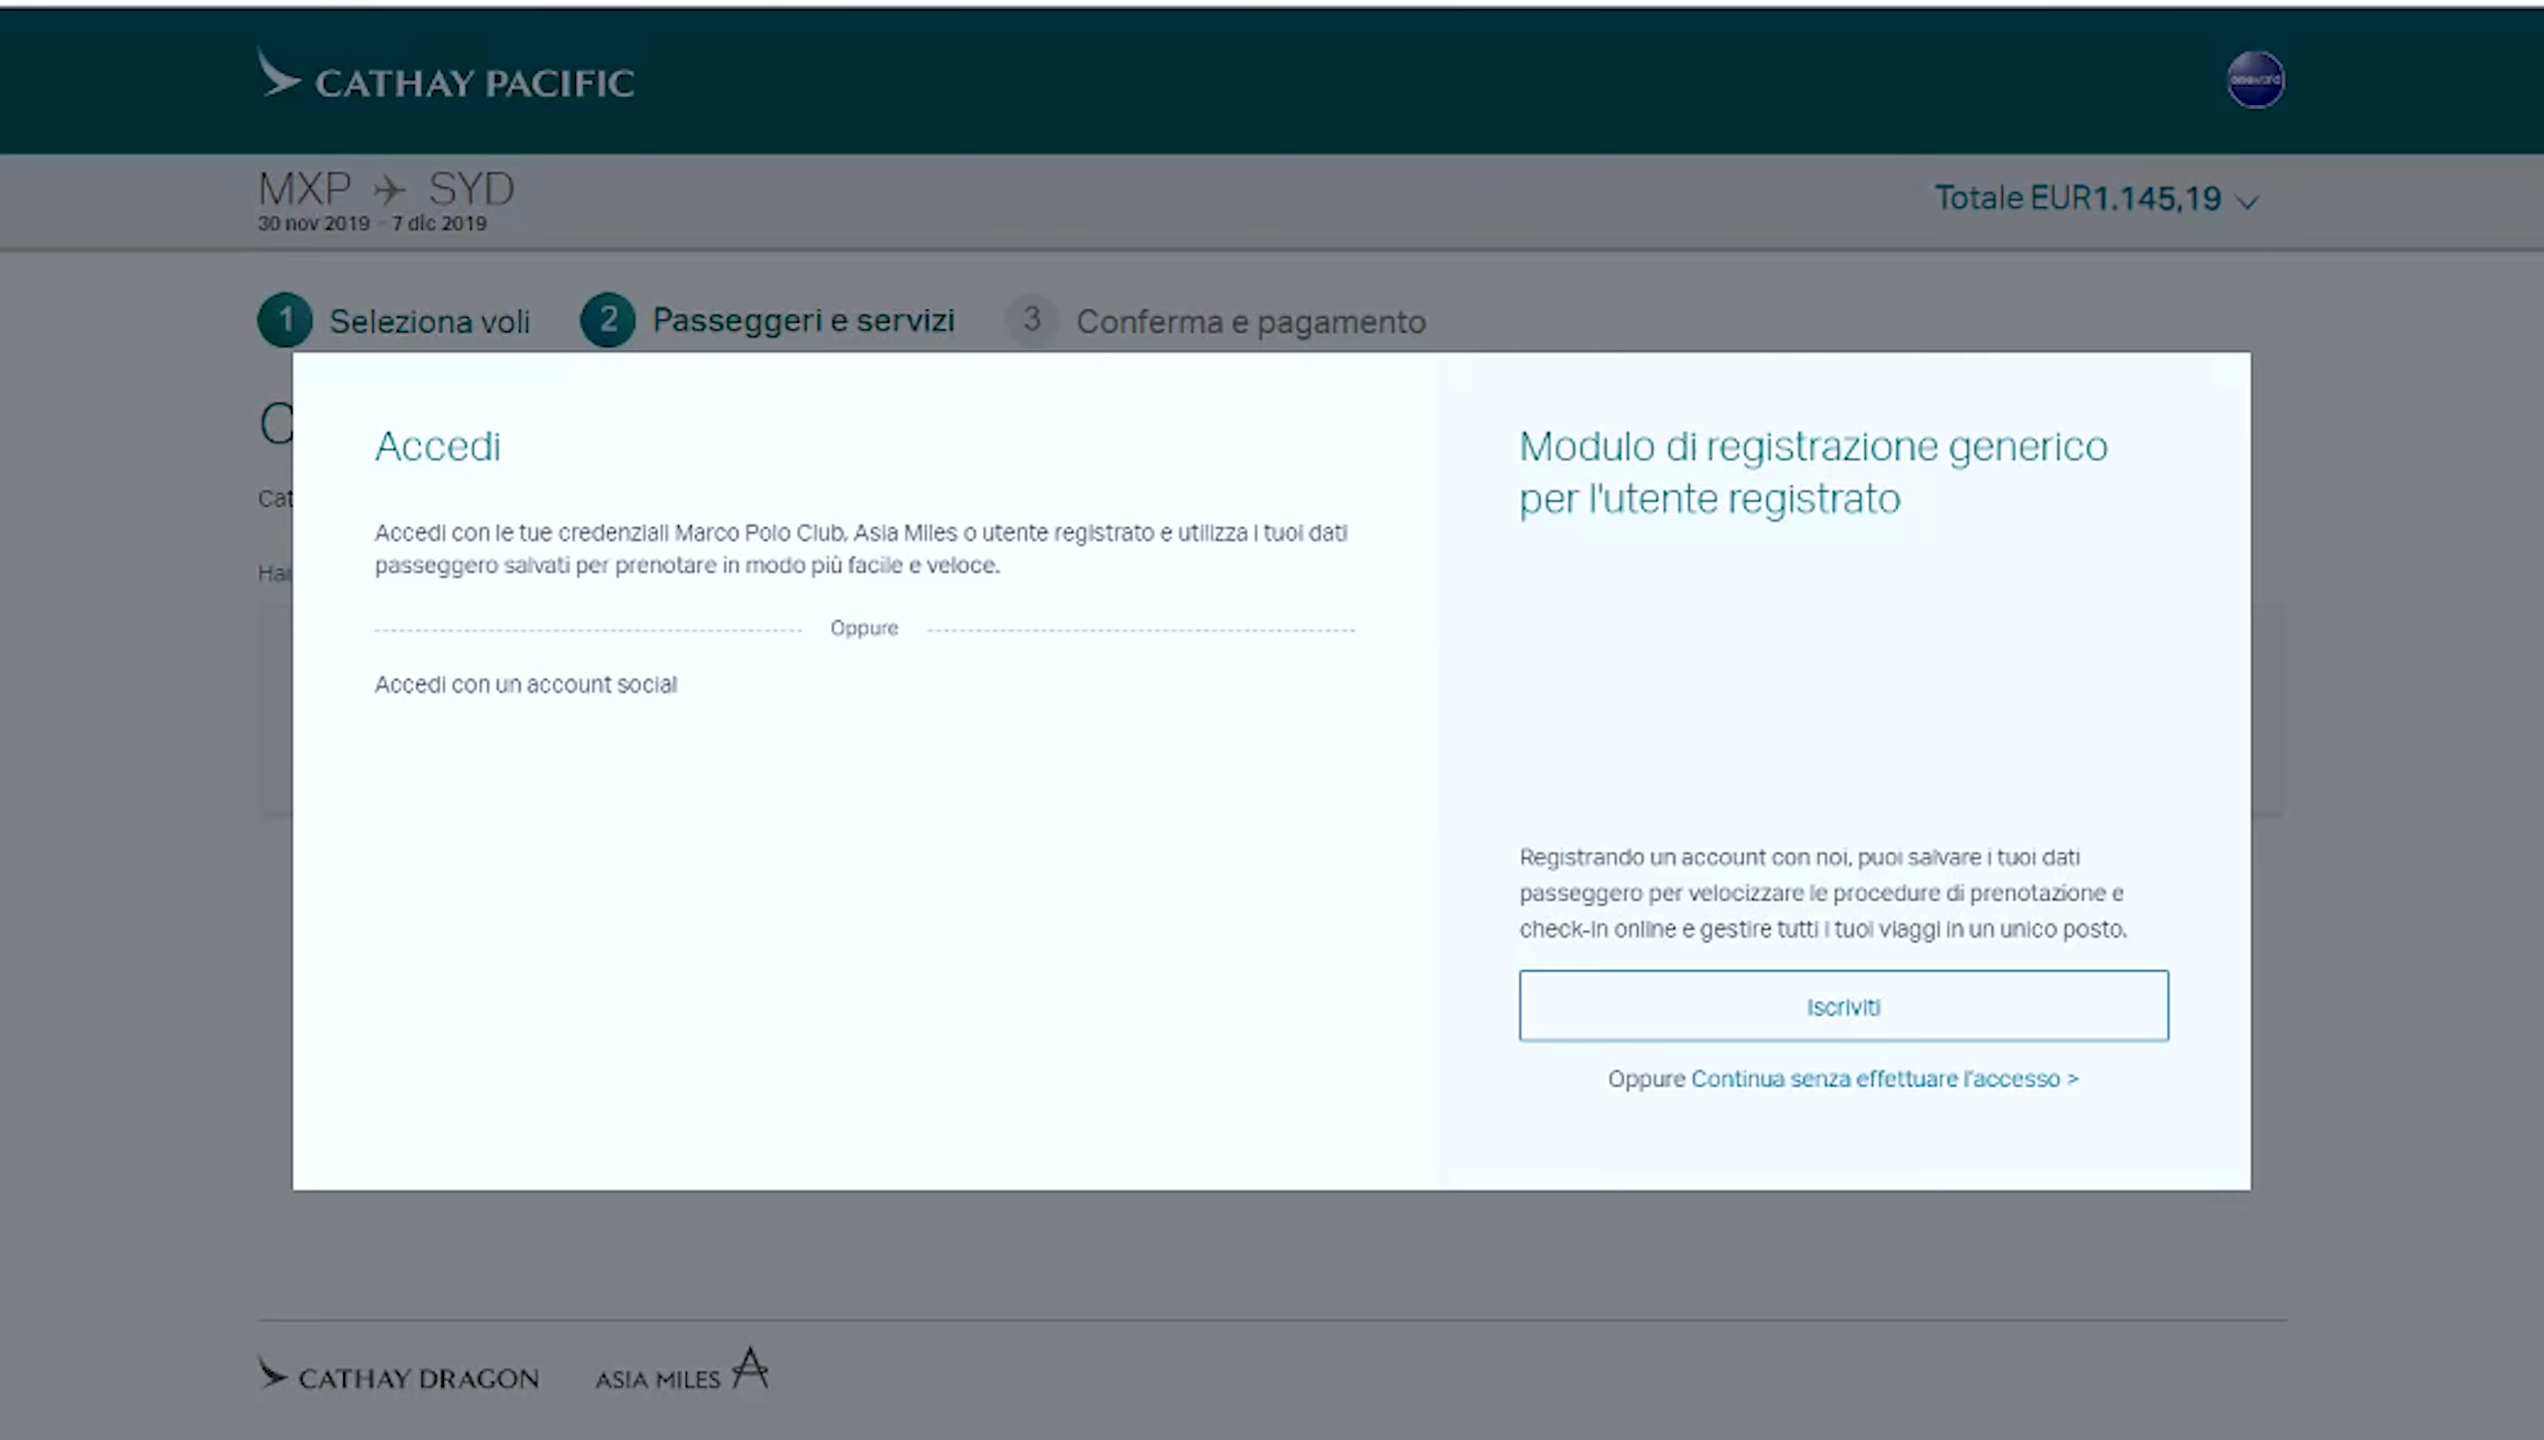 CATHAY PACIFIC
oneworld
MXP SYD
30 nov 2019 - 7 dic 2019
Totale EUR1.145,19
1 Seleziona voli 2 Passeggeri e servizi 3 Conferma e pagamento
Accedi
Accedi con le tue credenziali Marco Polo Club, Asia Miles o utente registrato e utilizza i tuoi dati
passeggero salvati per prenotare in modo più facile e veloce.
Oppure
Accedi con un account social
Modulo di registrazione generico
per l'utente registrato
Registrando un account con noi, puoi salvare i tuoi dati
passeggero per velocizzare le procedure di prenotazione e
check-in online e gestire tutti i tuoi viaggi in un unico posto.
Iscriviti
Oppure Continua senza effettuare l'accesso >
CATHAY DRAGON
ASIA MILES